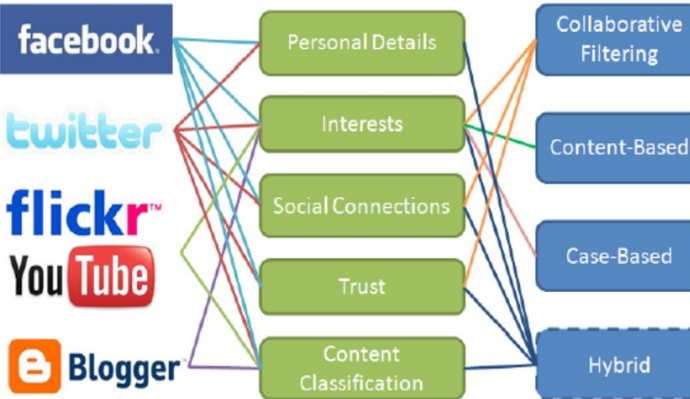 facebook.
Personal Details
Collaborative
Filtering
twitter
Interests
Content-Based
flickr™
Social Connections
YouTube
Trust
Case-Based
Blogger
Content
Classification
Hybrid